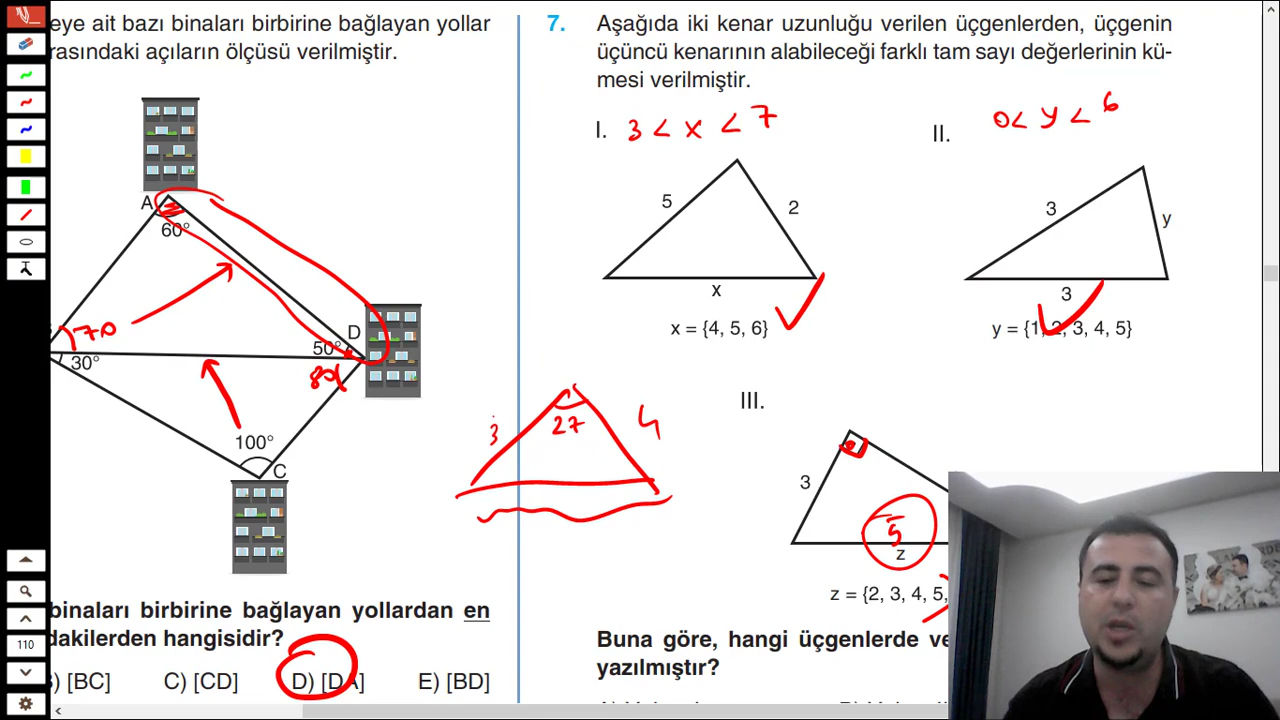 eye ait bazı binaları birbirine bağlayan yollar
rasındaki açıların ölçüsü verilmiştir.
A
60°
70
30°
50°
D
80
100°
C
binaları birbirine bağlayan yollardan en
dakilerden hangisidir?
) [BC]
C) [CD]
D) [DA]
E) [BD]
110
7. Aşağıda iki kenar uzunluğu verilen üçgenlerden, üçgenin
üçüncü kenarının alabileceği farklı tam sayı değerlerinin kü-
mesi verilmiştir.
I.
3 < x < 7
5
2
x
x = {4, 5, 6}
II.
0 < y < 6
3
y
3
y = {1, 2, 3, 4, 5}
3
27
4
III.
3
5
z
z = {2, 3, 4, 5,
Buna göre, hangi üçgenlerde ve
yazılmıştır?